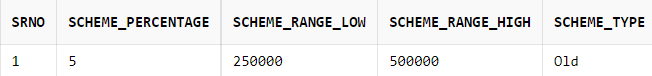 SRNO SCHEME_PERCENTAGE SCHEME_RANGE_LOW SCHEME_RANGE_HIGH SCHEME_TYPE
1 5 250000 500000 Old